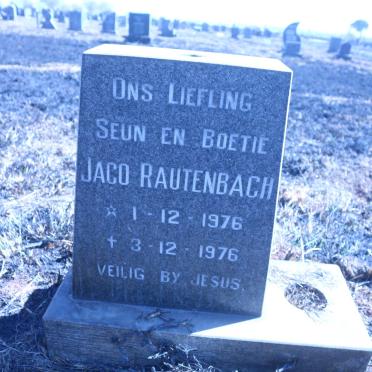 Ons Liefling
Seun en Boetie
Jaco Rautenbach
☆ 1-12-1976
✝ 3-12-1976
VEILIG BY JESUS.